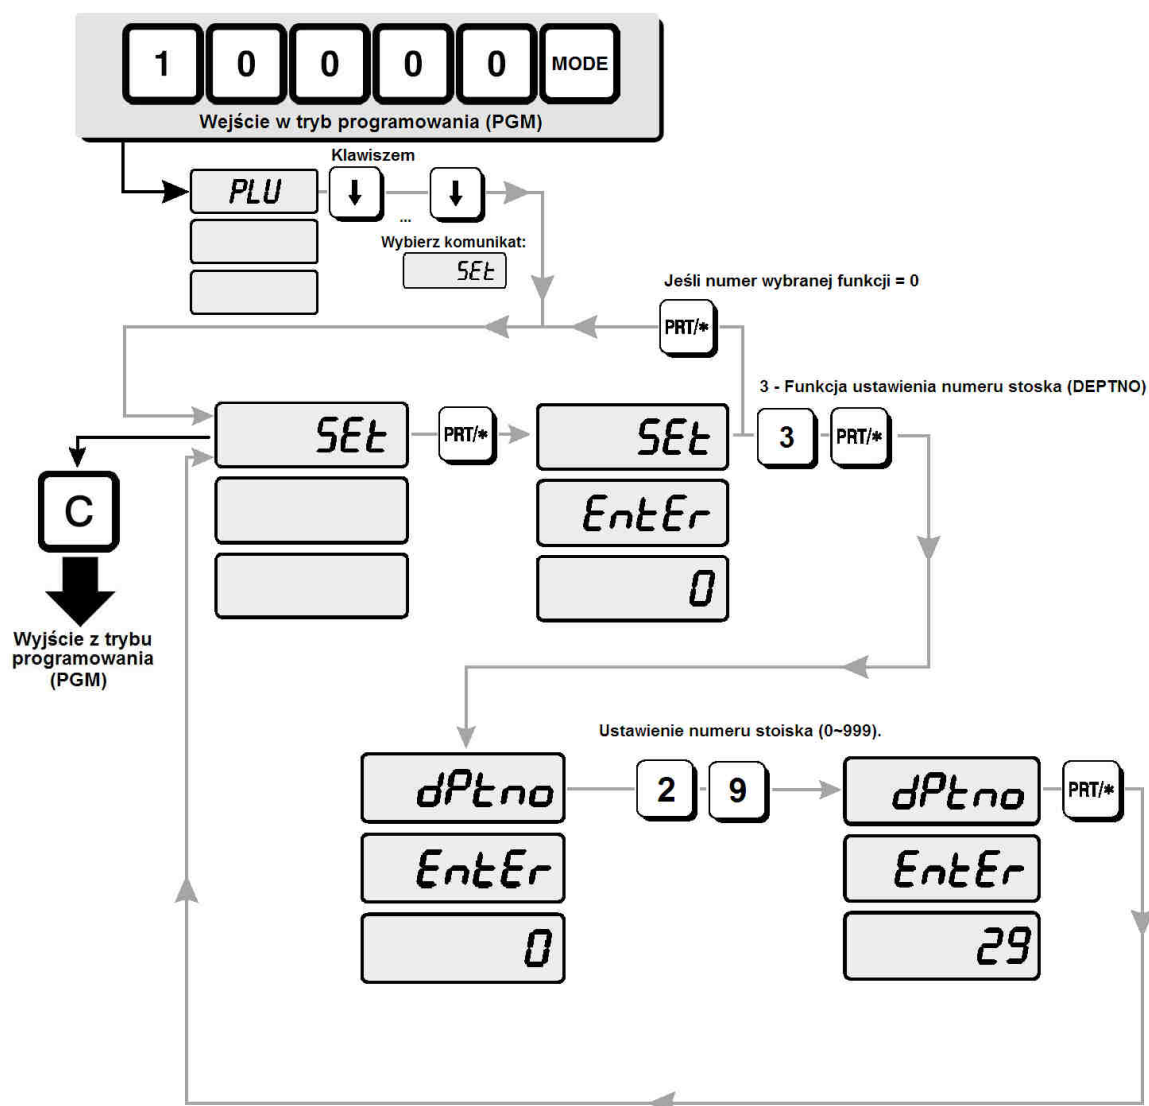 1 0 0 0 0 MODE
Wejście w tryb programowania (PGM)
Klawiszem
PLU
...
Wybierz komunikat:
SEt
Jeśli numer wybranej funkcji = 0
PRT/*
3 - Funkcja ustawienia numeru stoska (DEPTNO)
SEt PRT/* SEt 3 PRT/*
C
EntEr
0
Wyjście z trybu
programowania
(PGM)
Ustawienie numeru stoiska (0~999).
dPtno 2 9 dPtno PRT/*
EntEr EntEr
0 29